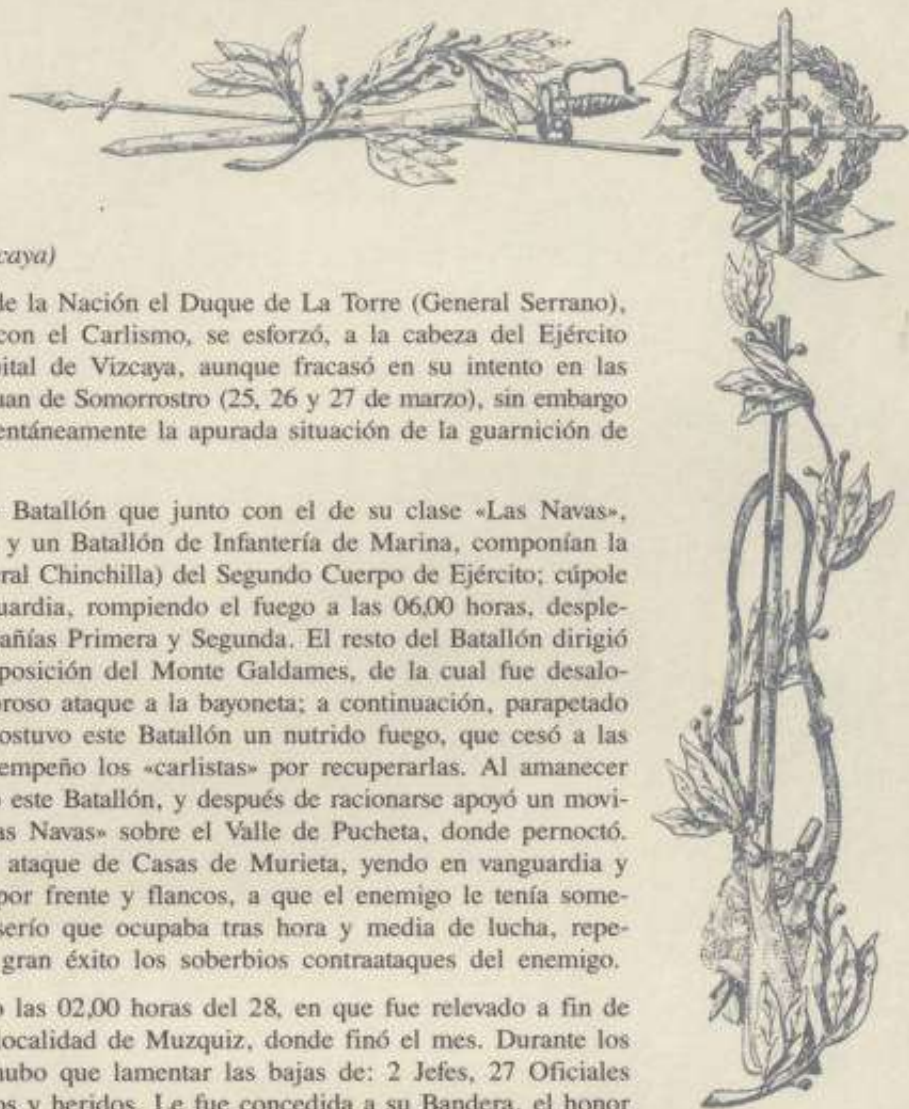 caya)
de la Nación el Duque de La Torre (General Serrano),
con el Carlismo, se esforzó, a la cabeza del Ejército
pital de Vizcaya, aunque fracasó en su intento en las
uan de Somorrostro (25, 26 y 27 de marzo), sin embargo
entáneamente la apurada situación de la guarnición de
Batallón que junto con el de su clase «Las Navas»,
y un Batallón de Infantería de Marina, componían la
ral Chinchilla) del Segundo Cuerpo de Ejército; cúpole
uardia, rompiendo el fuego a las 06,00 horas, desple-
añías Primera y Segunda. El resto del Batallón dirigió
posición del Monte Galdames, de la cual fue desalo-
oroso ataque a la bayoneta; a continuación, parapetado
ostuvo este Batallón un nutrido fuego, que cesó a las
empeño los «carlistas» por recuperarlas. Al amanecer
o este Batallón, y después de racionarse apoyó un movi-
as Navas» sobre el Valle de Pucheta, donde pernoctó.
ataque de Casas de Murieta, yendo en vanguardia y
por frente y flancos, a que el enemigo le tenía some-
serío que ocupaba tras hora y media de lucha, repe-
gran éxito los soberbios contraataques del enemigo.
o las 02,00 horas del 28, en que fue relevado a fin de
localidad de Muzquiz, donde finó el mes. Durante los
hubo que lamentar las bajas de: 2 Jefes, 27 Oficiales
os y heridos. Le fue concedida a su Bandera, el honor